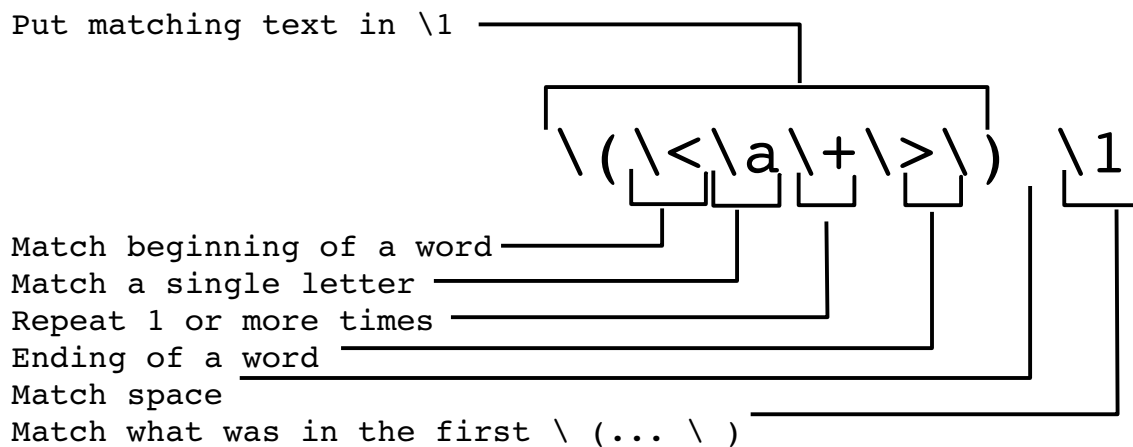 Put matching text in \1
\(\<\a\+\>\) \1
Match beginning of a word
Match a single letter
Repeat 1 or more times
Ending of a word
Match space
Match what was in the first \ (... \ )